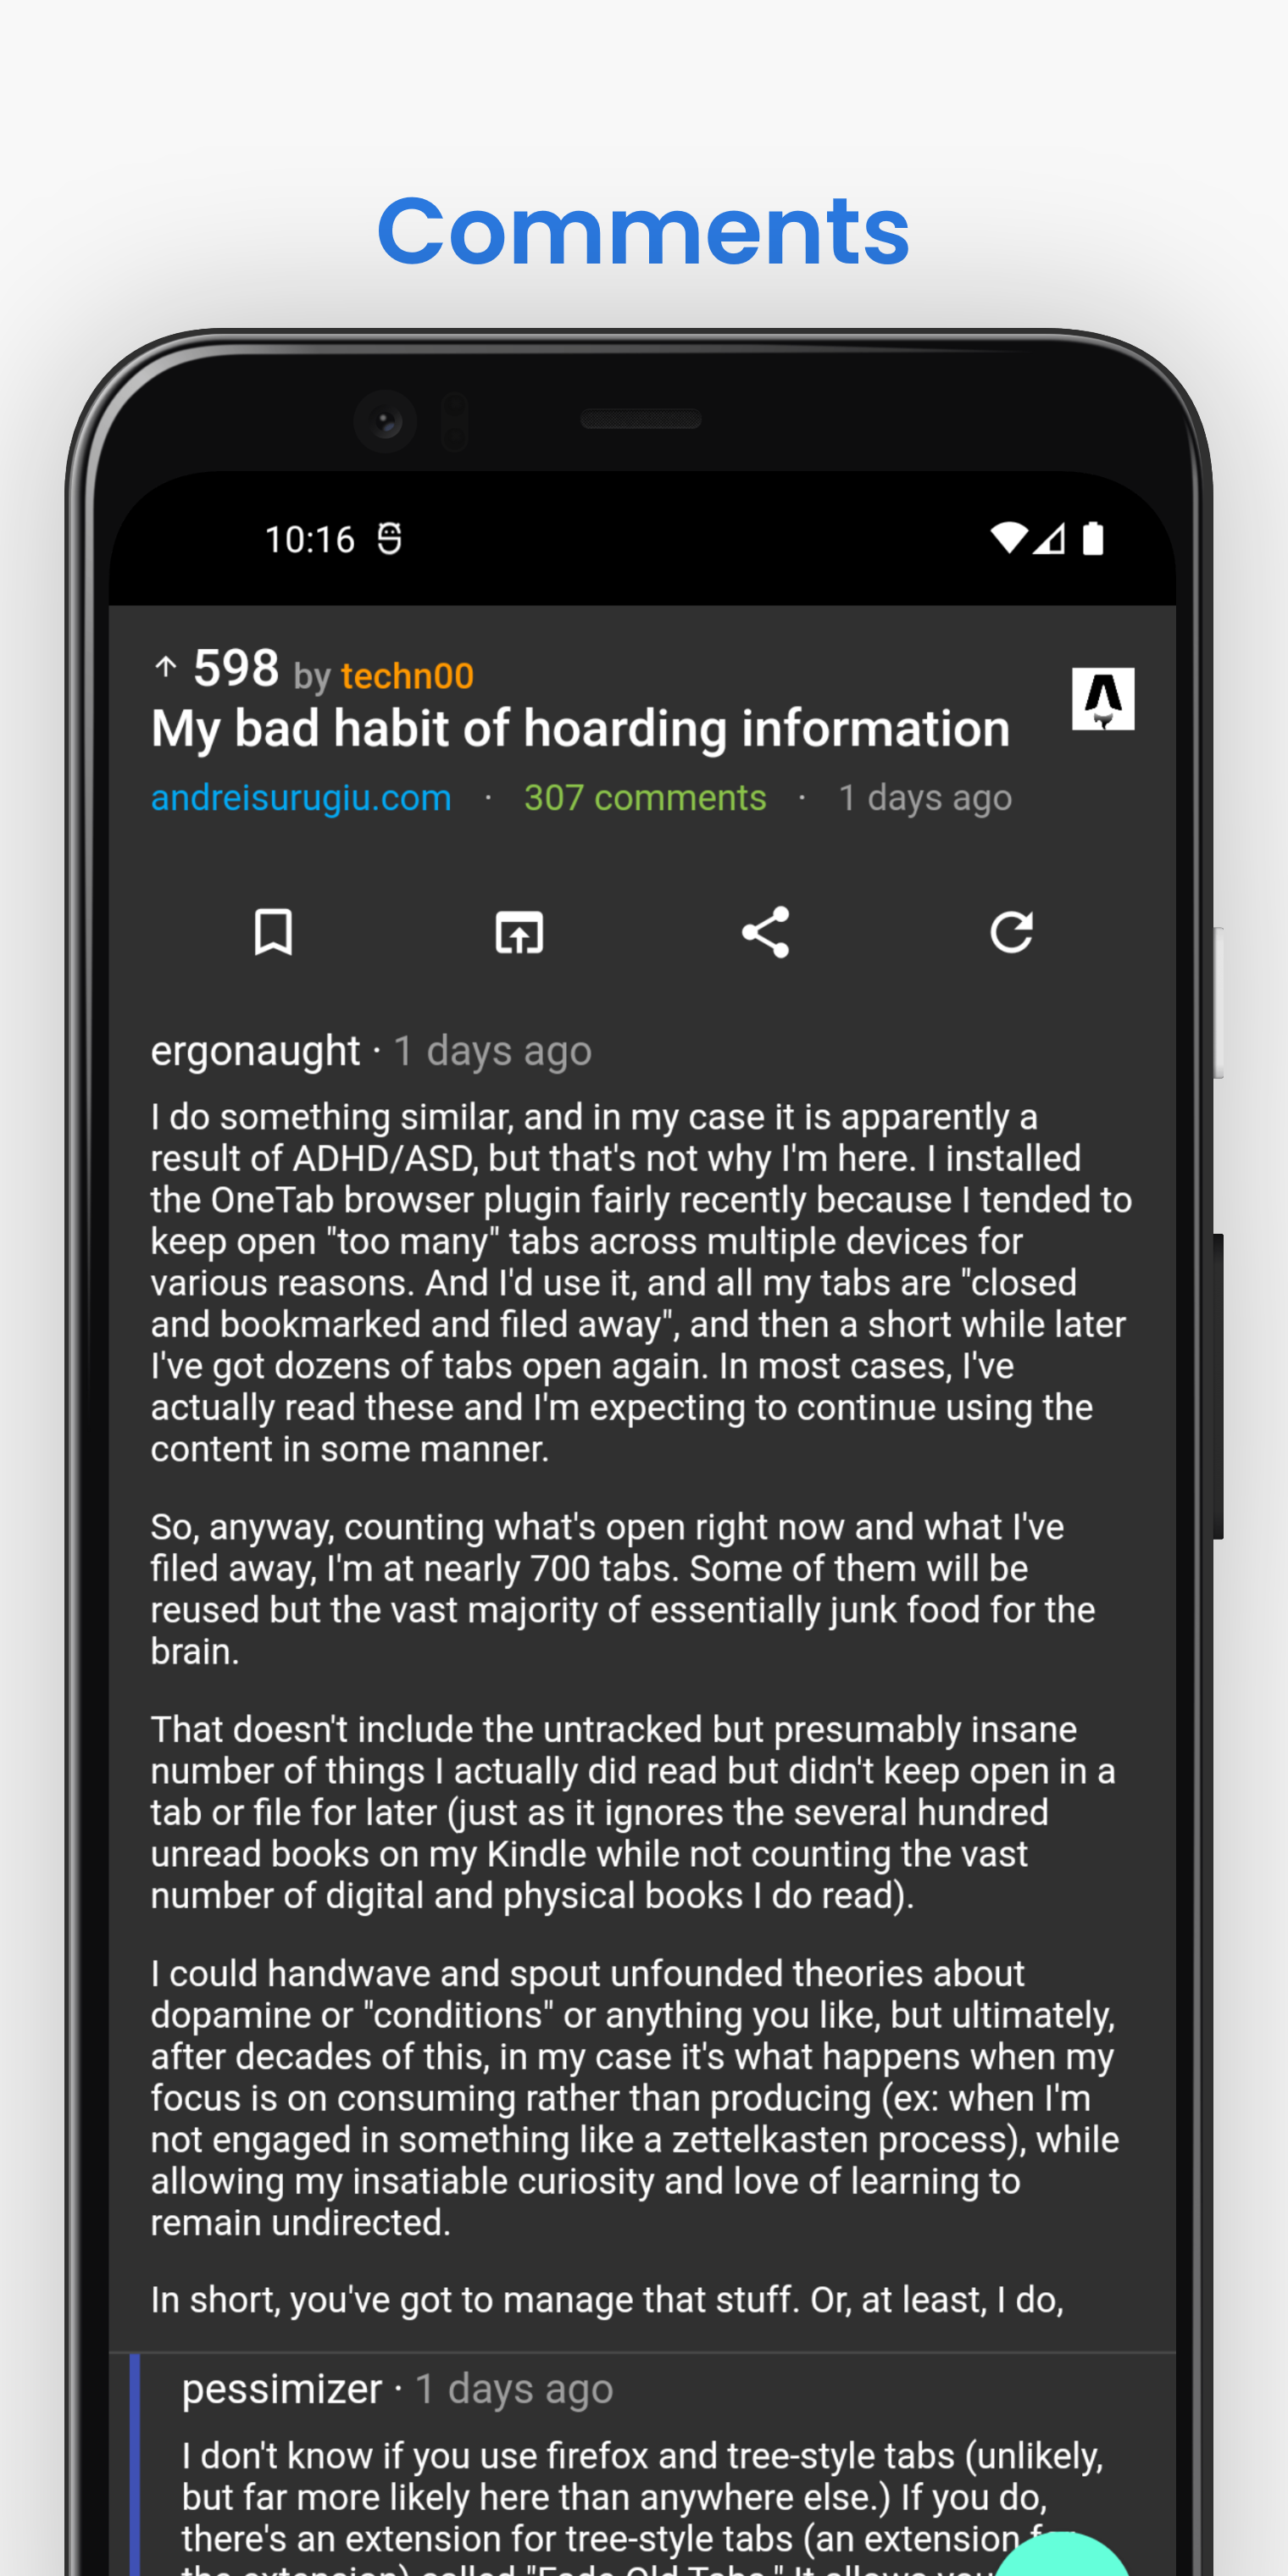 Comments
10:16
598 by techn00
My bad habit of hoarding information
andreisurugiu.com · 307 comments · 1 days ago
ergonaught · 1 days ago
I do something similar, and in my case it is apparently a
result of ADHD/ASD, but that's not why I'm here. I installed
the OneTab browser plugin fairly recently because I tended to
keep open "too many" tabs across multiple devices for
various reasons. And I'd use it, and all my tabs are "closed
and bookmarked and filed away", and then a short while later
I've got dozens of tabs open again. In most cases, I've
actually read these and I'm expecting to continue using the
content in some manner.
So, anyway, counting what's open right now and what I've
filed away, I'm at nearly 700 tabs. Some of them will be
reused but the vast majority of essentially junk food for the
brain.
That doesn't include the untracked but presumably insane
number of things I actually did read but didn't keep open in a
tab or file for later (just as it ignores the several hundred
unread books on my Kindle while not counting the vast
number of digital and physical books I do read).
I could handwave and spout unfounded theories about
dopamine or "conditions" or anything you like, but ultimately,
after decades of this, in my case it's what happens when my
focus is on consuming rather than producing (ex: when I'm
not engaged in something like a zettelkasten process), while
allowing my insatiable curiosity and love of learning to
remain undirected.
In short, you've got to manage that stuff. Or, at least, I do,
pessimizer · 1 days ago
I don't know if you use firefox and tree-style tabs (unlikely,
but far more likely here than anywhere else.) If you do,
there's an extension for tree-style tabs (an extension for
the extension) called "Fade Old Tabs." It allows you